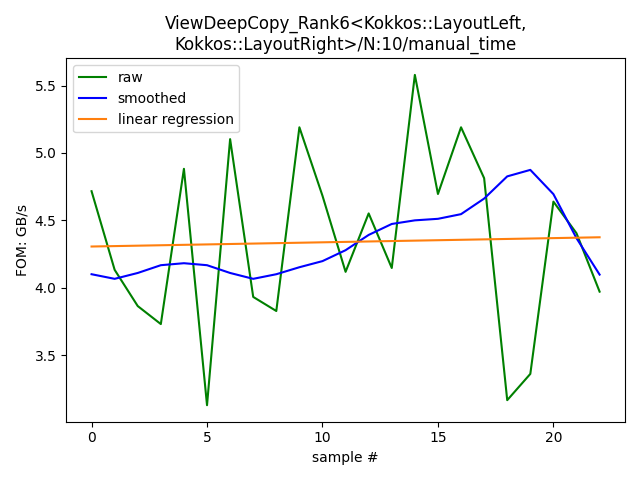 ViewDeepCopy_Rank6<Kokkos::LayoutLeft,
Kokkos::LayoutRight>/N:10/manual_time
raw
smoothed
linear regression
FOM: GB/s
5.5
5.0
4.5
4.0
3.5
0
5
10
15
20
sample #